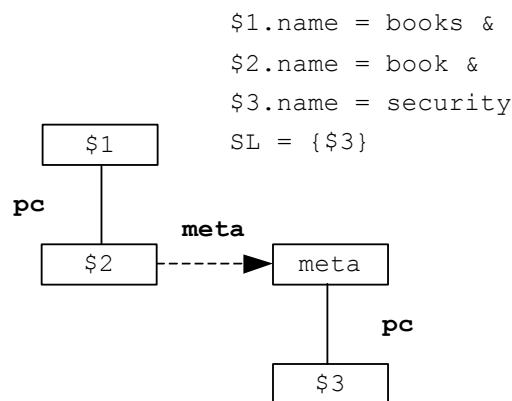 $1.name = books &
$2.name = book &
$3.name = security
SL = {$3}
$1
pc
meta
$2
meta
pc
$3